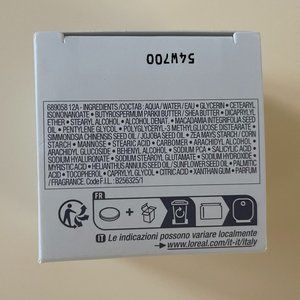 54W700
689058 12A - INGREDIENTS/СОСТАВ: AQUA / WATER / EAU • GLYCERIN • CETEARYL
ISONONANOATE • BUTYROSPERMUM PARKII BUTTER / SHEA BUTTER • DICAPRYLYL
ETHER • STEARYL ALCOHOL • ALCOHOL DENAT. • MACADAMIA INTEGRIFOLIA SEED
OIL • PENTYLENE GLYCOL • POLYGLYCERYL-3 METHYLGLUCOSE DISTEARATE •
SIMMONDSIA CHINENSIS SEED OIL / JOJOBA SEED OIL • ZEA MAYS STARCH / CORN
STARCH • MANNOSE • STEARIC ACID • CARBOMER • ARACHIDYL ALCOHOL •
ARACHIDYL GLUCOSIDE • BEHENYL ALCOHOL • SODIUM PCA • SALICYLIC ACID •
SODIUM HYALURONATE • SODIUM STEAROYL GLUTAMATE • SODIUM HYDROXIDE •
MYRISTIC ACID • HELIANTHUS ANNUUS SEED OIL / SUNFLOWER SEED OIL • PALMITIC
ACID • TOCOPHEROL • CAPRYLYL GLYCOL • CITRIC ACID • XANTHAN GUM • PARFUM
/ FRAGRANCE. Code F.I.L.: B256325/1
FR
IT Le indicazioni possono variare localmente:
→ www.loreal.com/it-it/italy